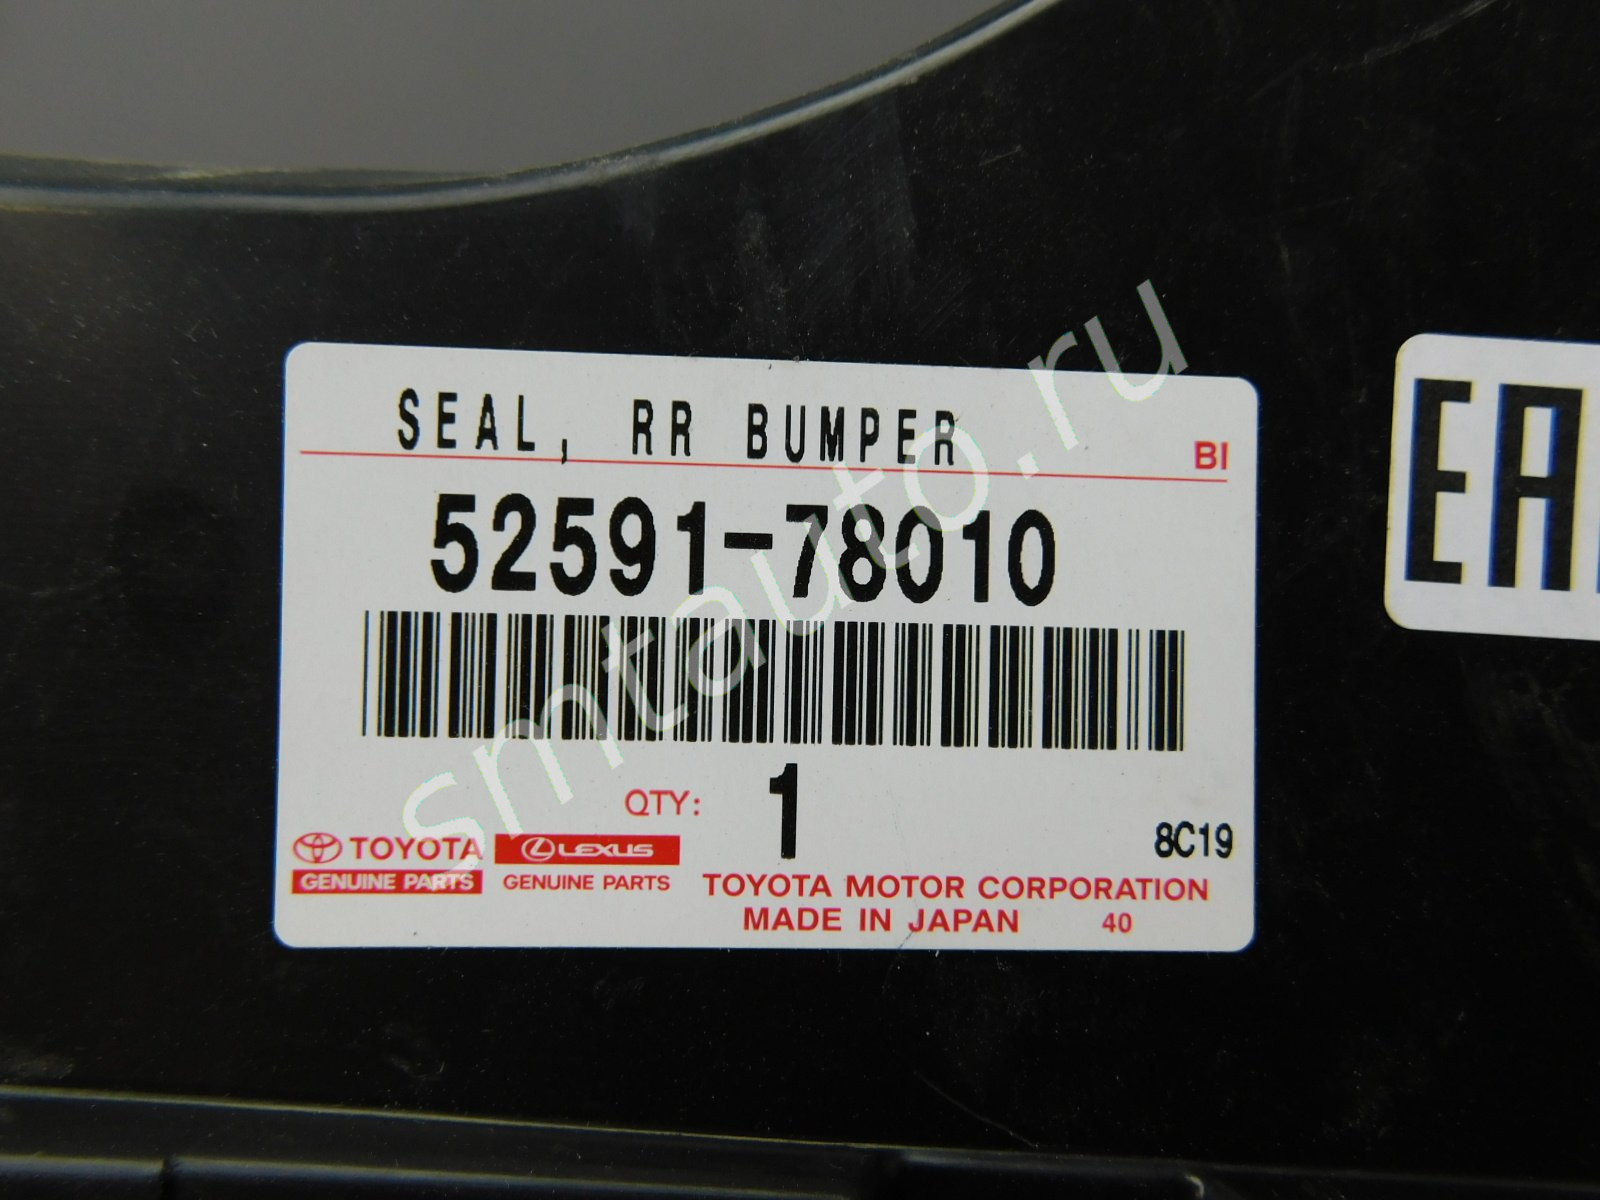 SEAL, RR BUMPER
BI
52591-78010
QTY: 1
8C19
TOYOTA
GENUINE PARTS
LEXUS
GENUINE PARTS
TOYOTA MOTOR CORPORATION
MADE IN JAPAN 40
smtauto.ru